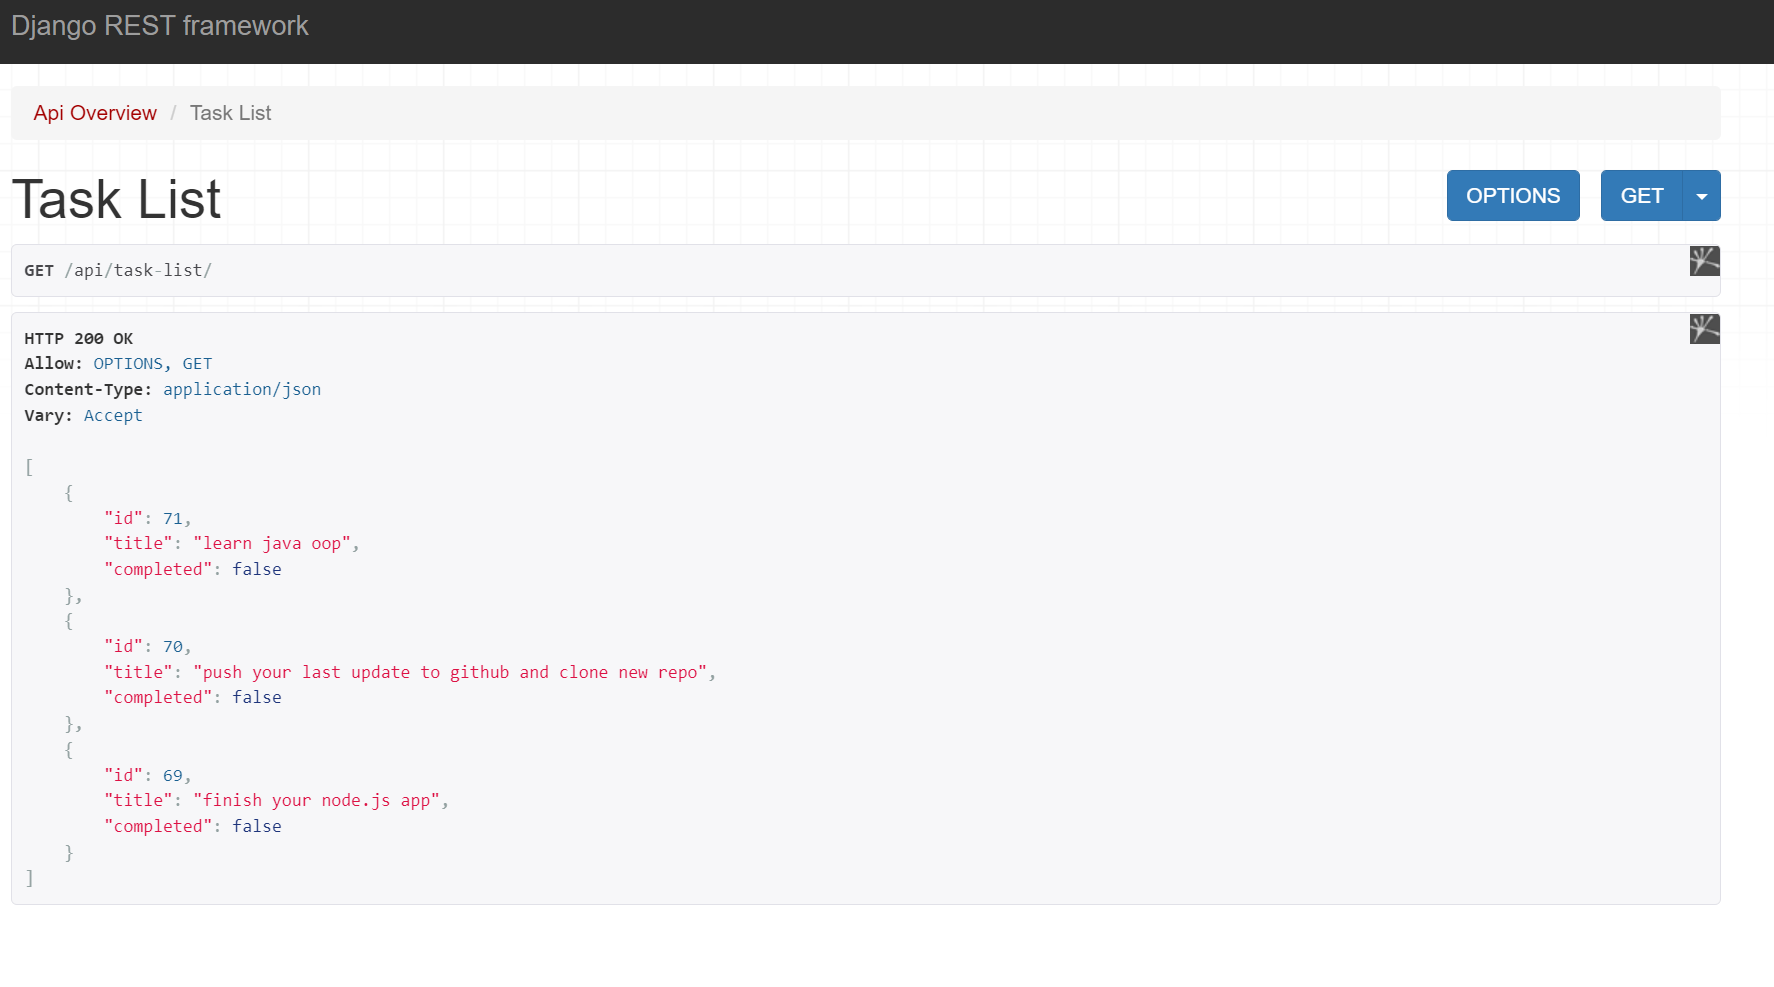 Django REST framework
Api Overview / Task List
Task List
OPTIONS GET
GET /api/task-list/
HTTP 200 OK
Allow: OPTIONS, GET
Content-Type: application/json
Vary: Accept
[
    {
        "id": 71,
        "title": "learn java oop",
        "completed": false
    },
    {
        "id": 70,
        "title": "push your last update to github and clone new repo",
        "completed": false
    },
    {
        "id": 69,
        "title": "finish your node.js app",
        "completed": false
    }
]